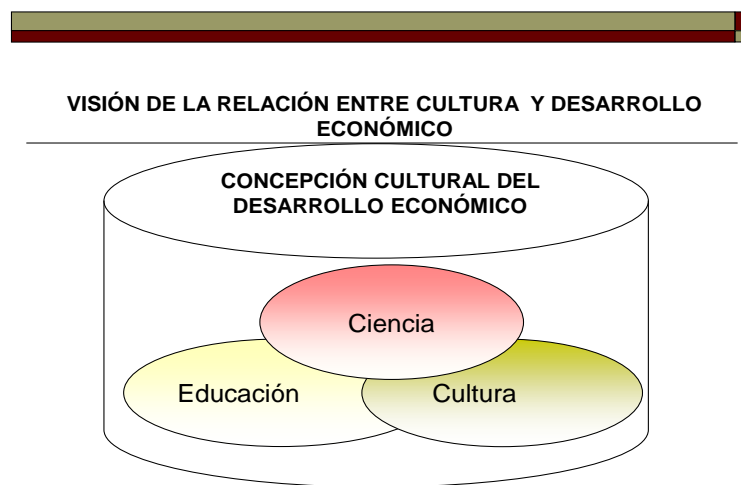 VISIÓN DE LA RELACIÓN ENTRE CULTURA Y DESARROLLO
ECONÓMICO
CONCEPCIÓN CULTURAL DEL
DESARROLLO ECONÓMICO
Ciencia
Educación
Cultura